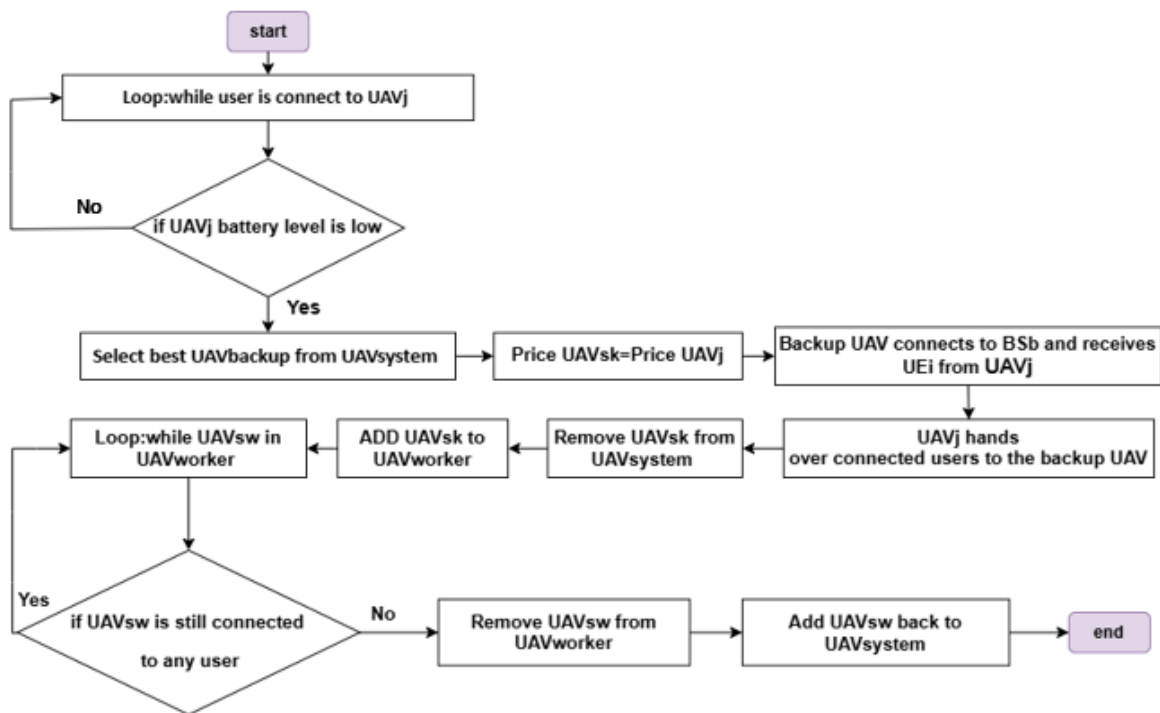 start
Loop:while user is connect to UAVj
No
if UAVj battery level is low
Yes
Select best UAVbackup from UAVsystem
Price UAVsk=Price UAVj
Backup UAV connects to BSb and receives
UEi from UAVj
UAVj hands
over connected users to the backup UAV
Remove UAVsk from
UAVsystem
ADD UAVsk to
UAVworker
Loop:while UAVsw in
UAVworker
Yes
if UAVsw is still connected
to any user
No
Remove UAVsw from
UAVworker
Add UAVsw back to
UAVsystem
end